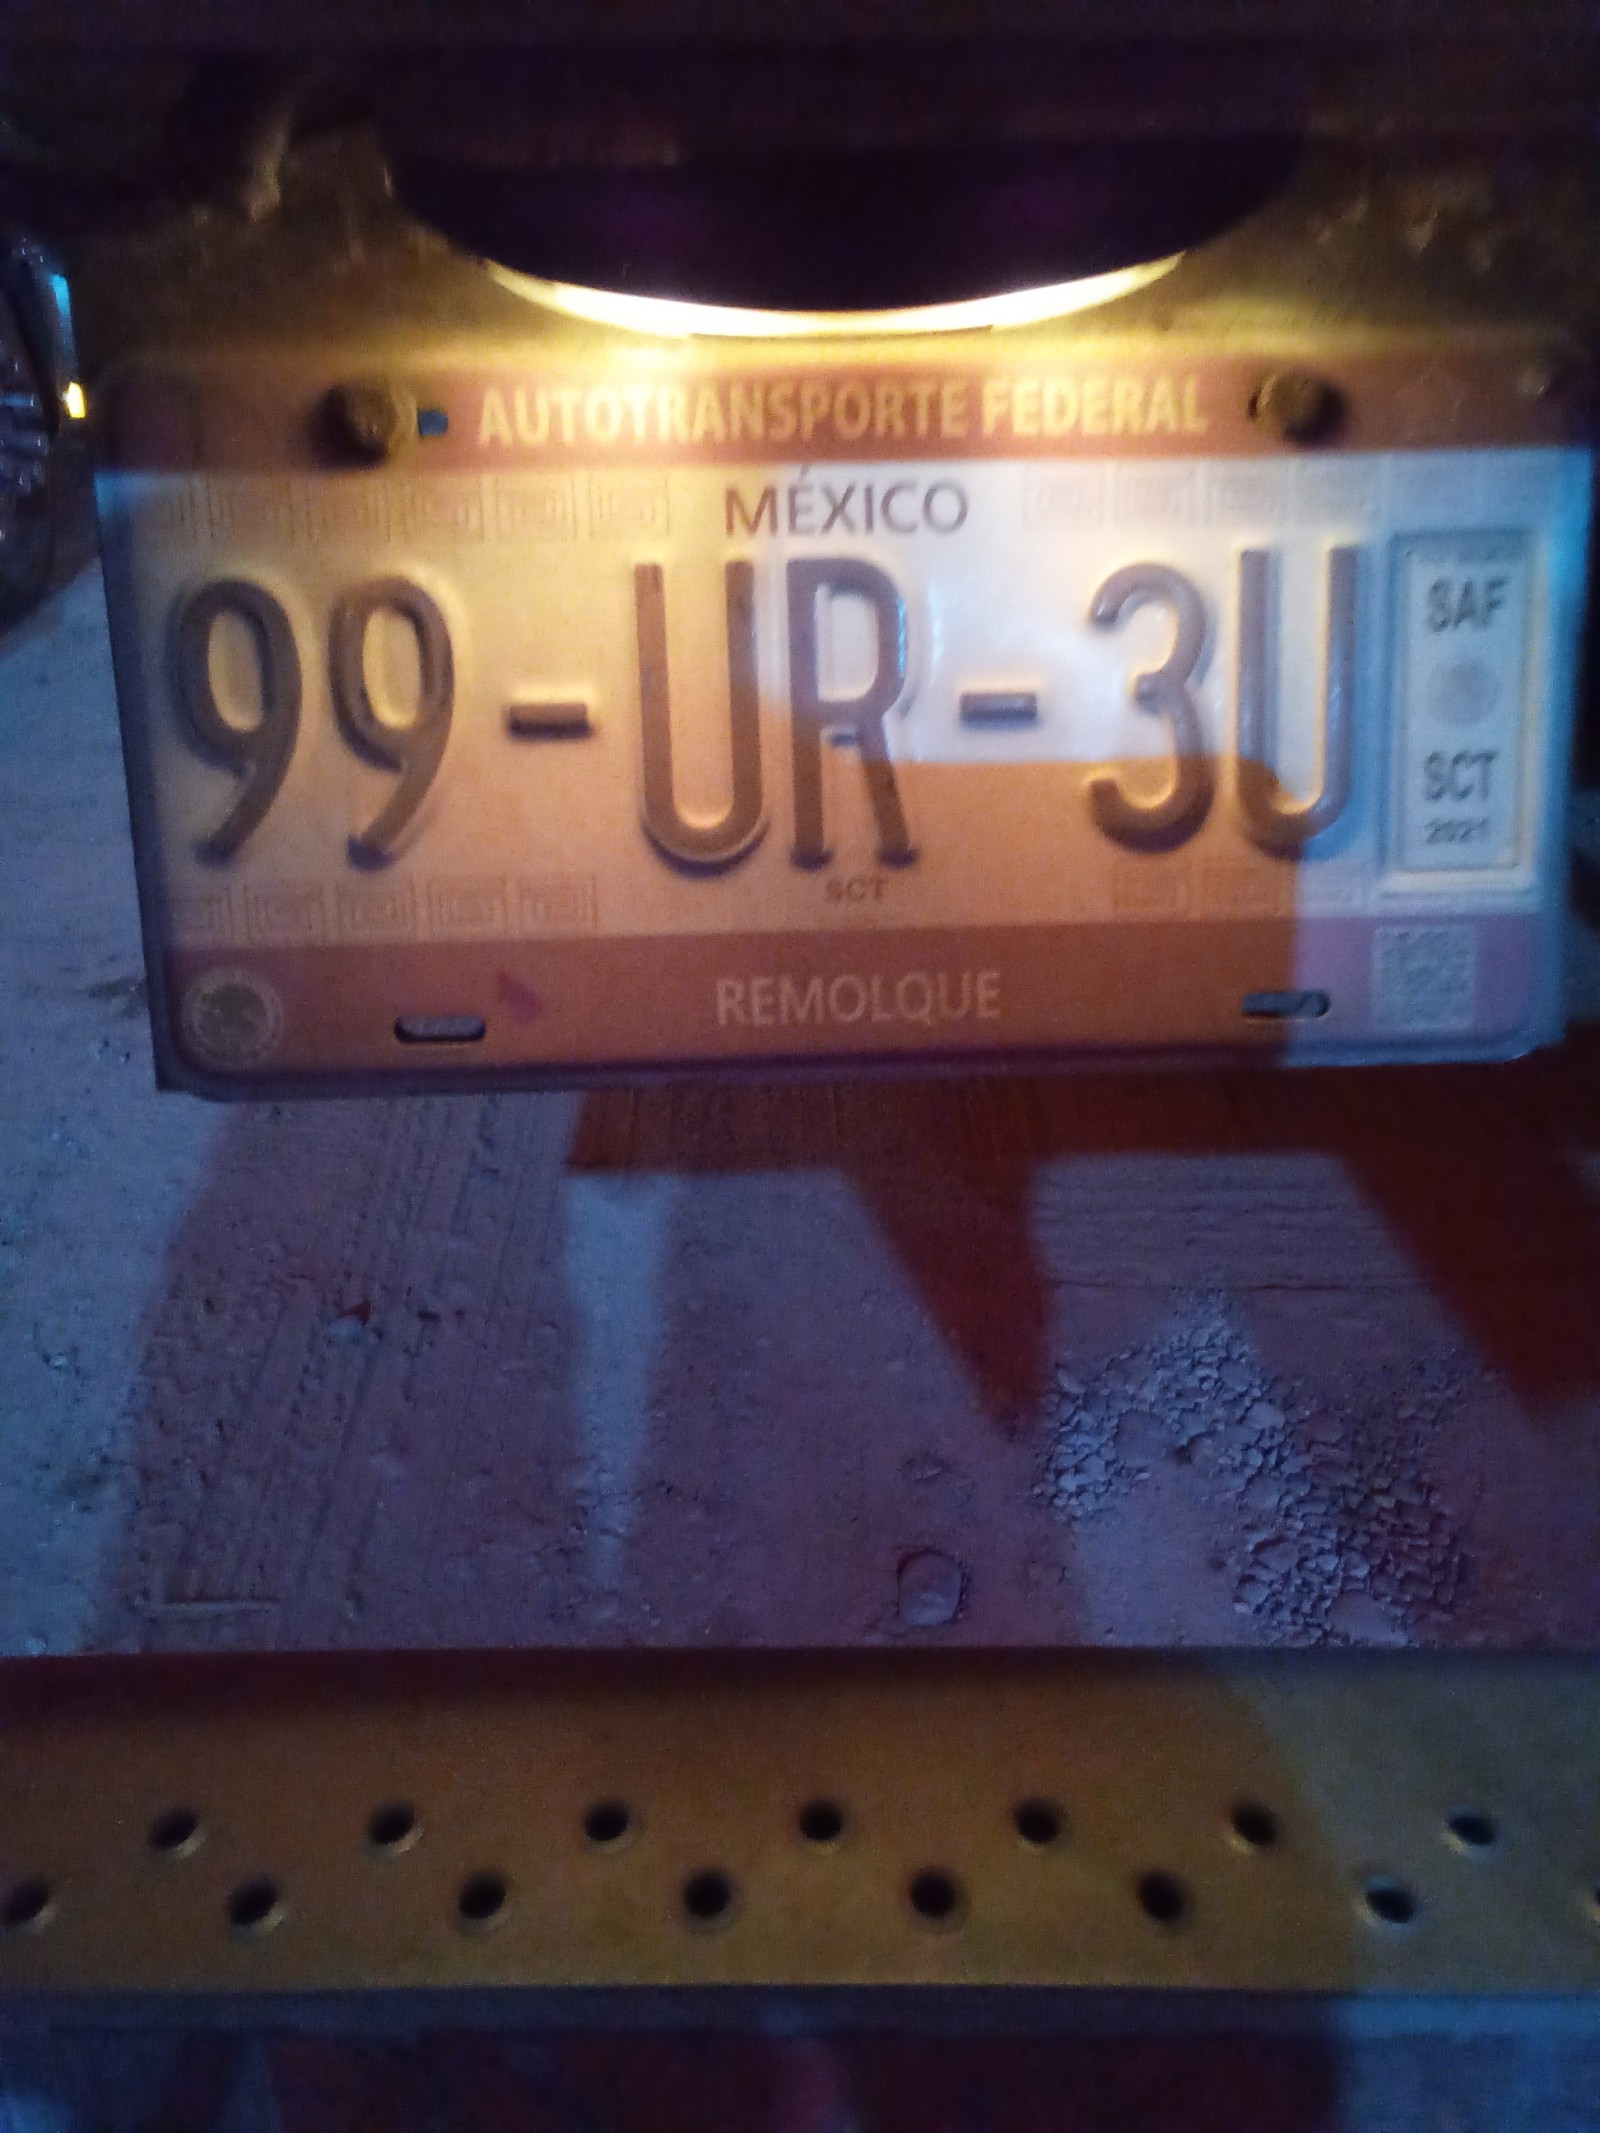 AUTOTRANSPORTE FEDERAL
MÉXICO
99-UR-3U
SAF
SCT
2021
SCT
REMOLQUE